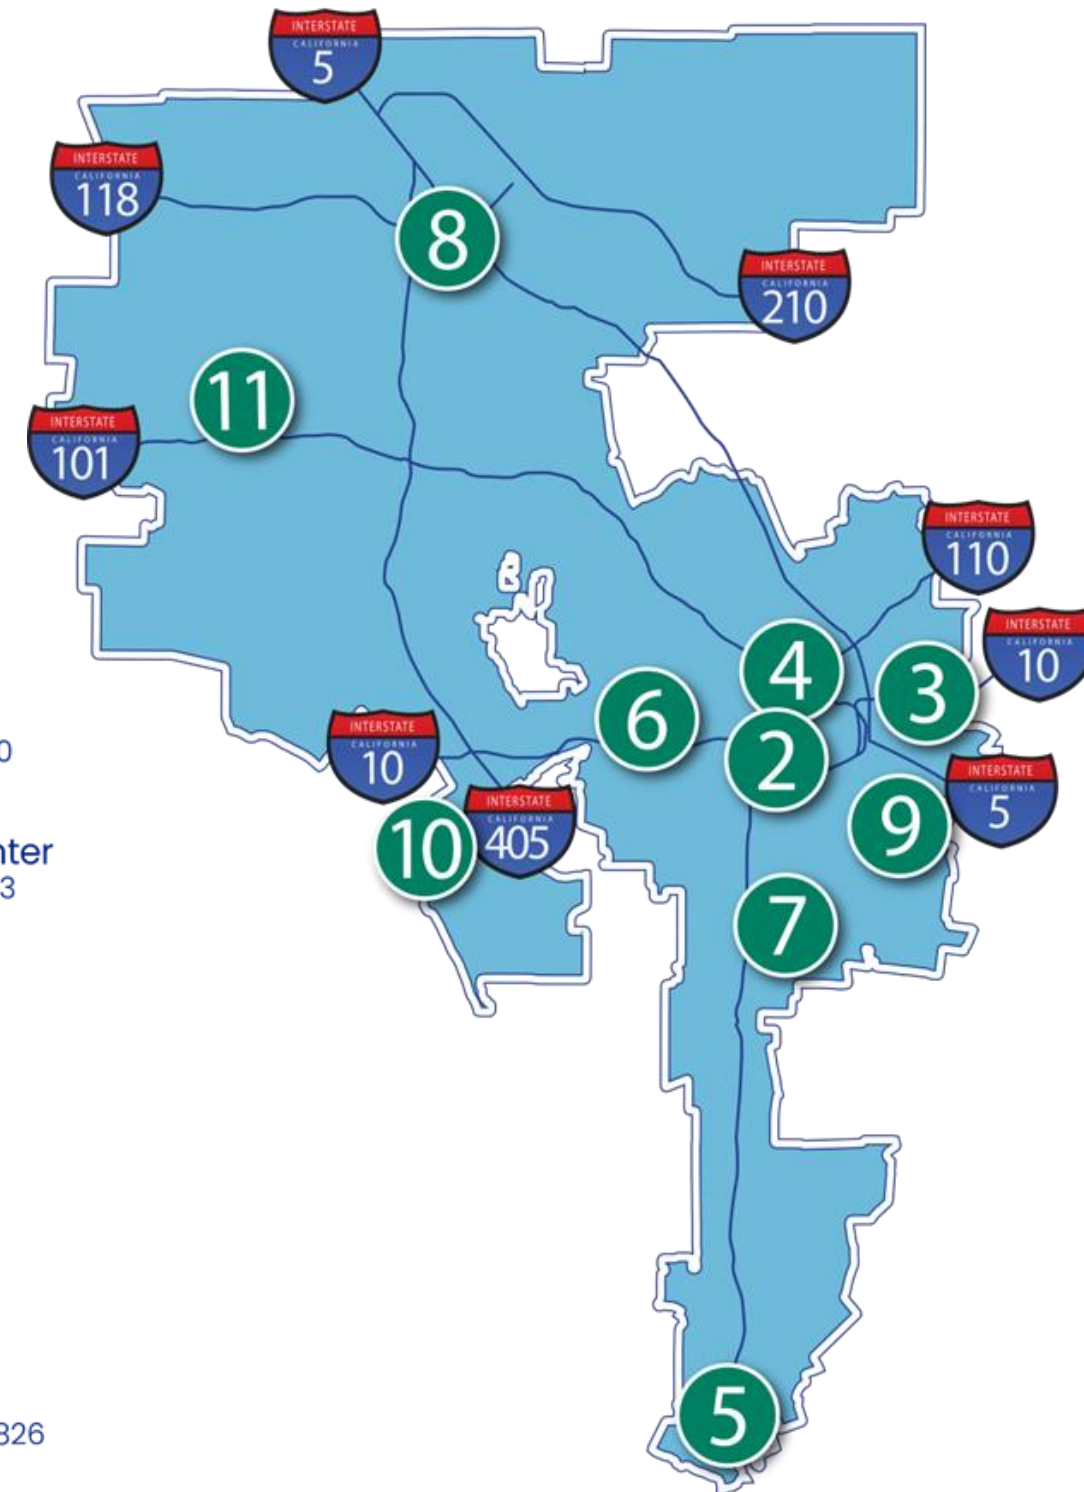 INTERSTATE
CALIFORNIA
5
INTERSTATE
CALIFORNIA
118
8
INTERSTATE
CALIFORNIA
210
11
INTERSTATE
CALIFORNIA
101
INTERSTATE
CALIFORNIA
110
INTERSTATE
CALIFORNIA
10
4
3
6
INTERSTATE
CALIFORNIA
10
2
0
INTERSTATE
CALIFORNIA
5
INTERSTATE
CALIFORNIA
405
9
10
nter
3
7
5
326